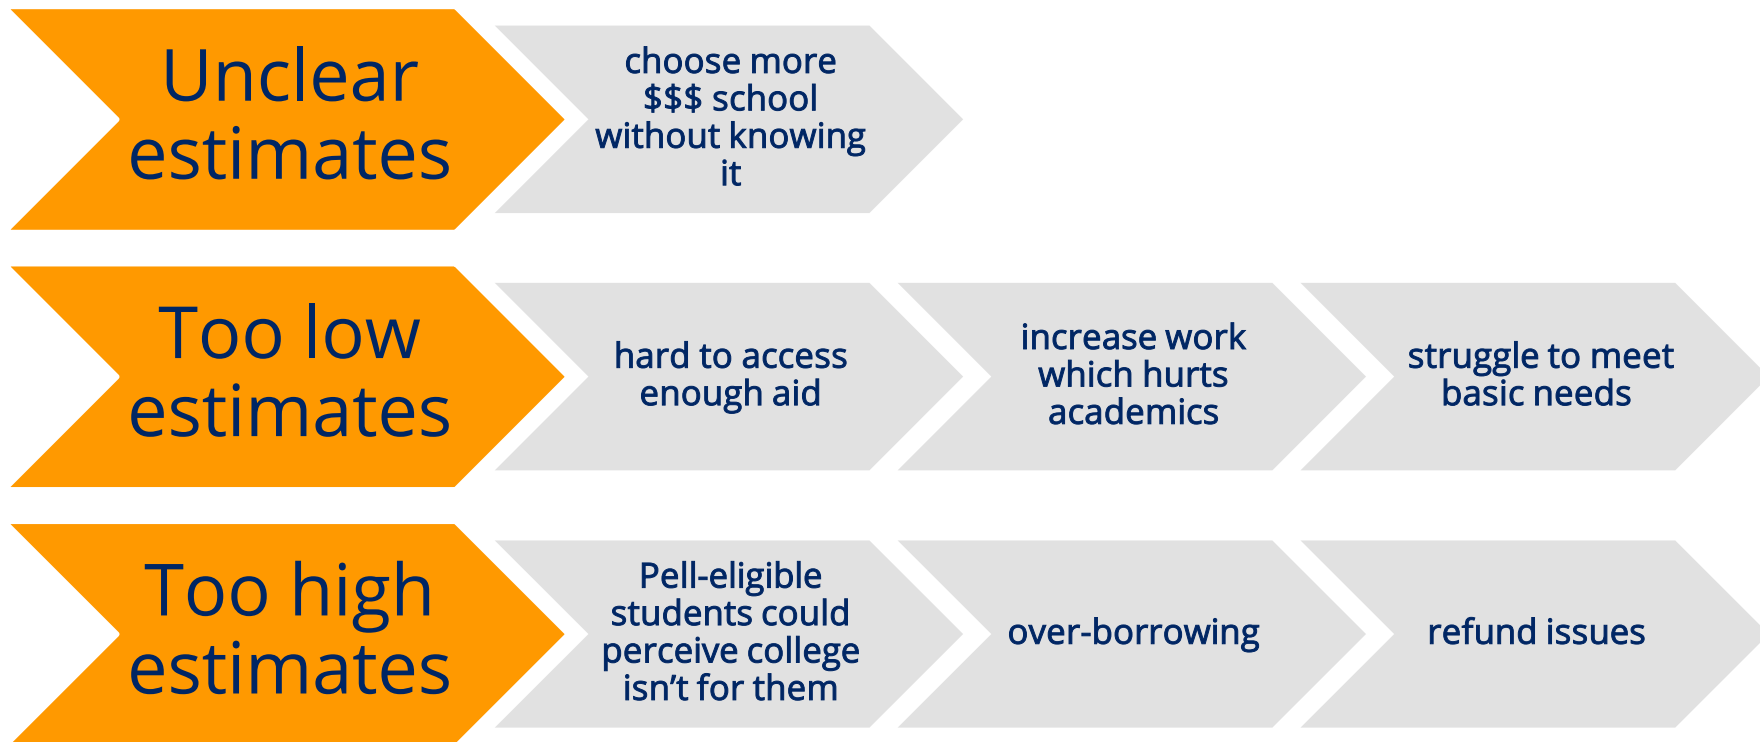 Unclear
estimates
choose more
$$$ school
without knowing
it
Too low
estimates
hard to access
enough aid
increase work
which hurts
academics
struggle to meet
basic needs
Too high
estimates
Pell-eligible
students could
perceive college
isn’t for them
over-borrowing
refund issues